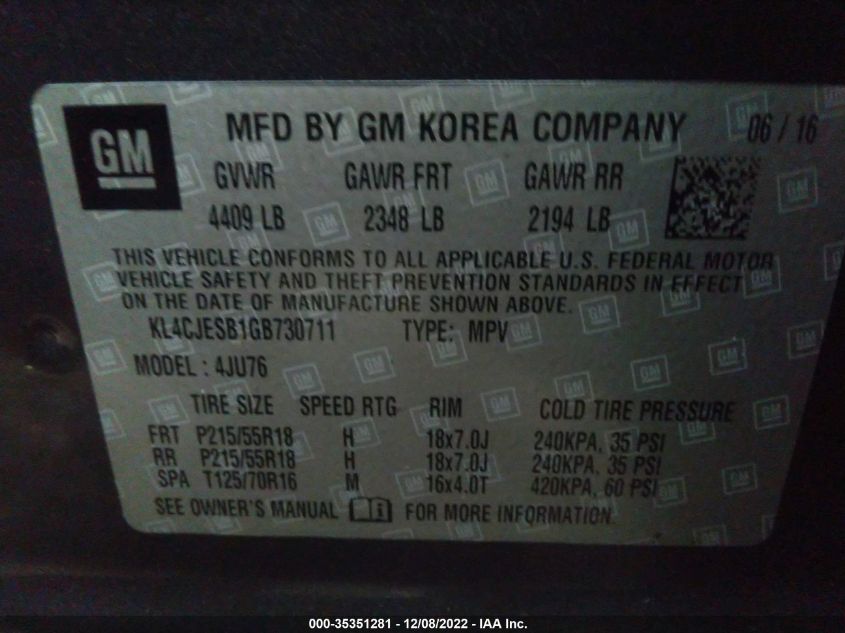 GM MFD BY GM KOREA COMPANY 06 / 16
GVWR GAWR FRT GAWR RR
4409 LB 2348 LB 2194 LB
THIS VEHICLE CONFORMS TO ALL APPLICABLE U.S. FEDERAL MOTOR
VEHICLE SAFETY AND THEFT PREVENTION STANDARDS IN EFFECT
ON THE DATE OF MANUFACTURE SHOWN ABOVE.
KL4CJESB1GB730711 TYPE: MPV
MODEL : 4JU76
TIRE SIZE SPEED RTG RIM COLD TIRE PRESSURE
FRT P215/55R18 H 18x7.0J 240KPA, 35 PSI
RR P215/55R18 H 18x7.0J 240KPA, 35 PSI
SPA T125/70R16 M 16x4.0T 420KPA, 60 PSI
SEE OWNER'S MANUAL FOR MORE INFORMATION.
000-35351281 - 12/08/2022 - IAA Inc.